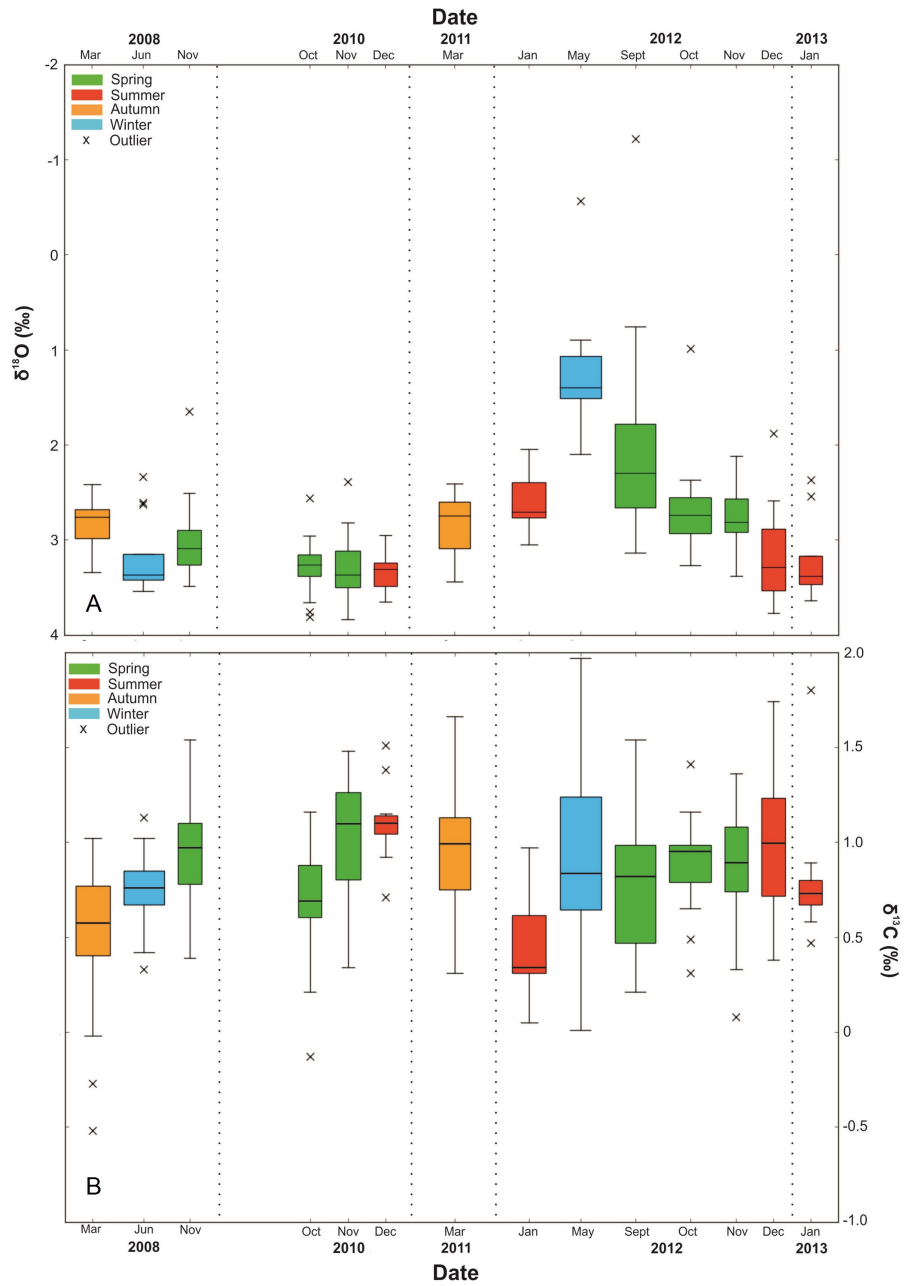 Date
2008 2010 2011 2012 2013
Mar Jun Nov Oct Nov Dec Mar Jan May Sept Oct Nov Dec Jan
-2
-1
0
1
2
3
4
δ¹⁸O (‰)
Spring
Summer
Autumn
Winter
x Outlier
A
Spring
Summer
Autumn
Winter
x Outlier
B
2.0
1.5
1.0
0.5
0
-0.5
-1.0
δ¹³C (‰)
Mar Jun Nov Oct Nov Dec Mar Jan May Sept Oct Nov Dec Jan
2008 2010 2011 2012 2013
Date